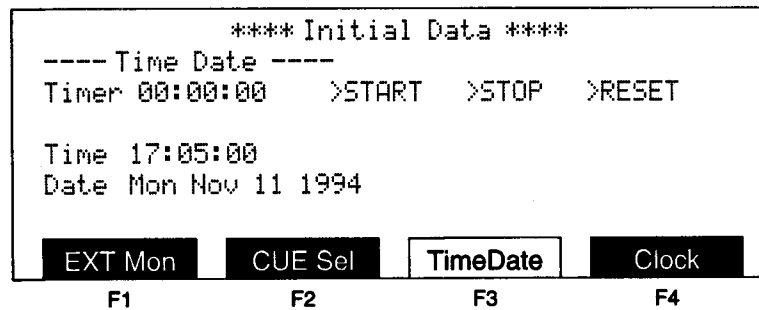 **** Initial Data ****
---- Time Date ----
Timer 00:00:00 >START >STOP >RESET
Time 17:05:00
Date Mon Nov 11 1994
EXT Mon CUE Sel TimeDate Clock
F1 F2 F3 F4